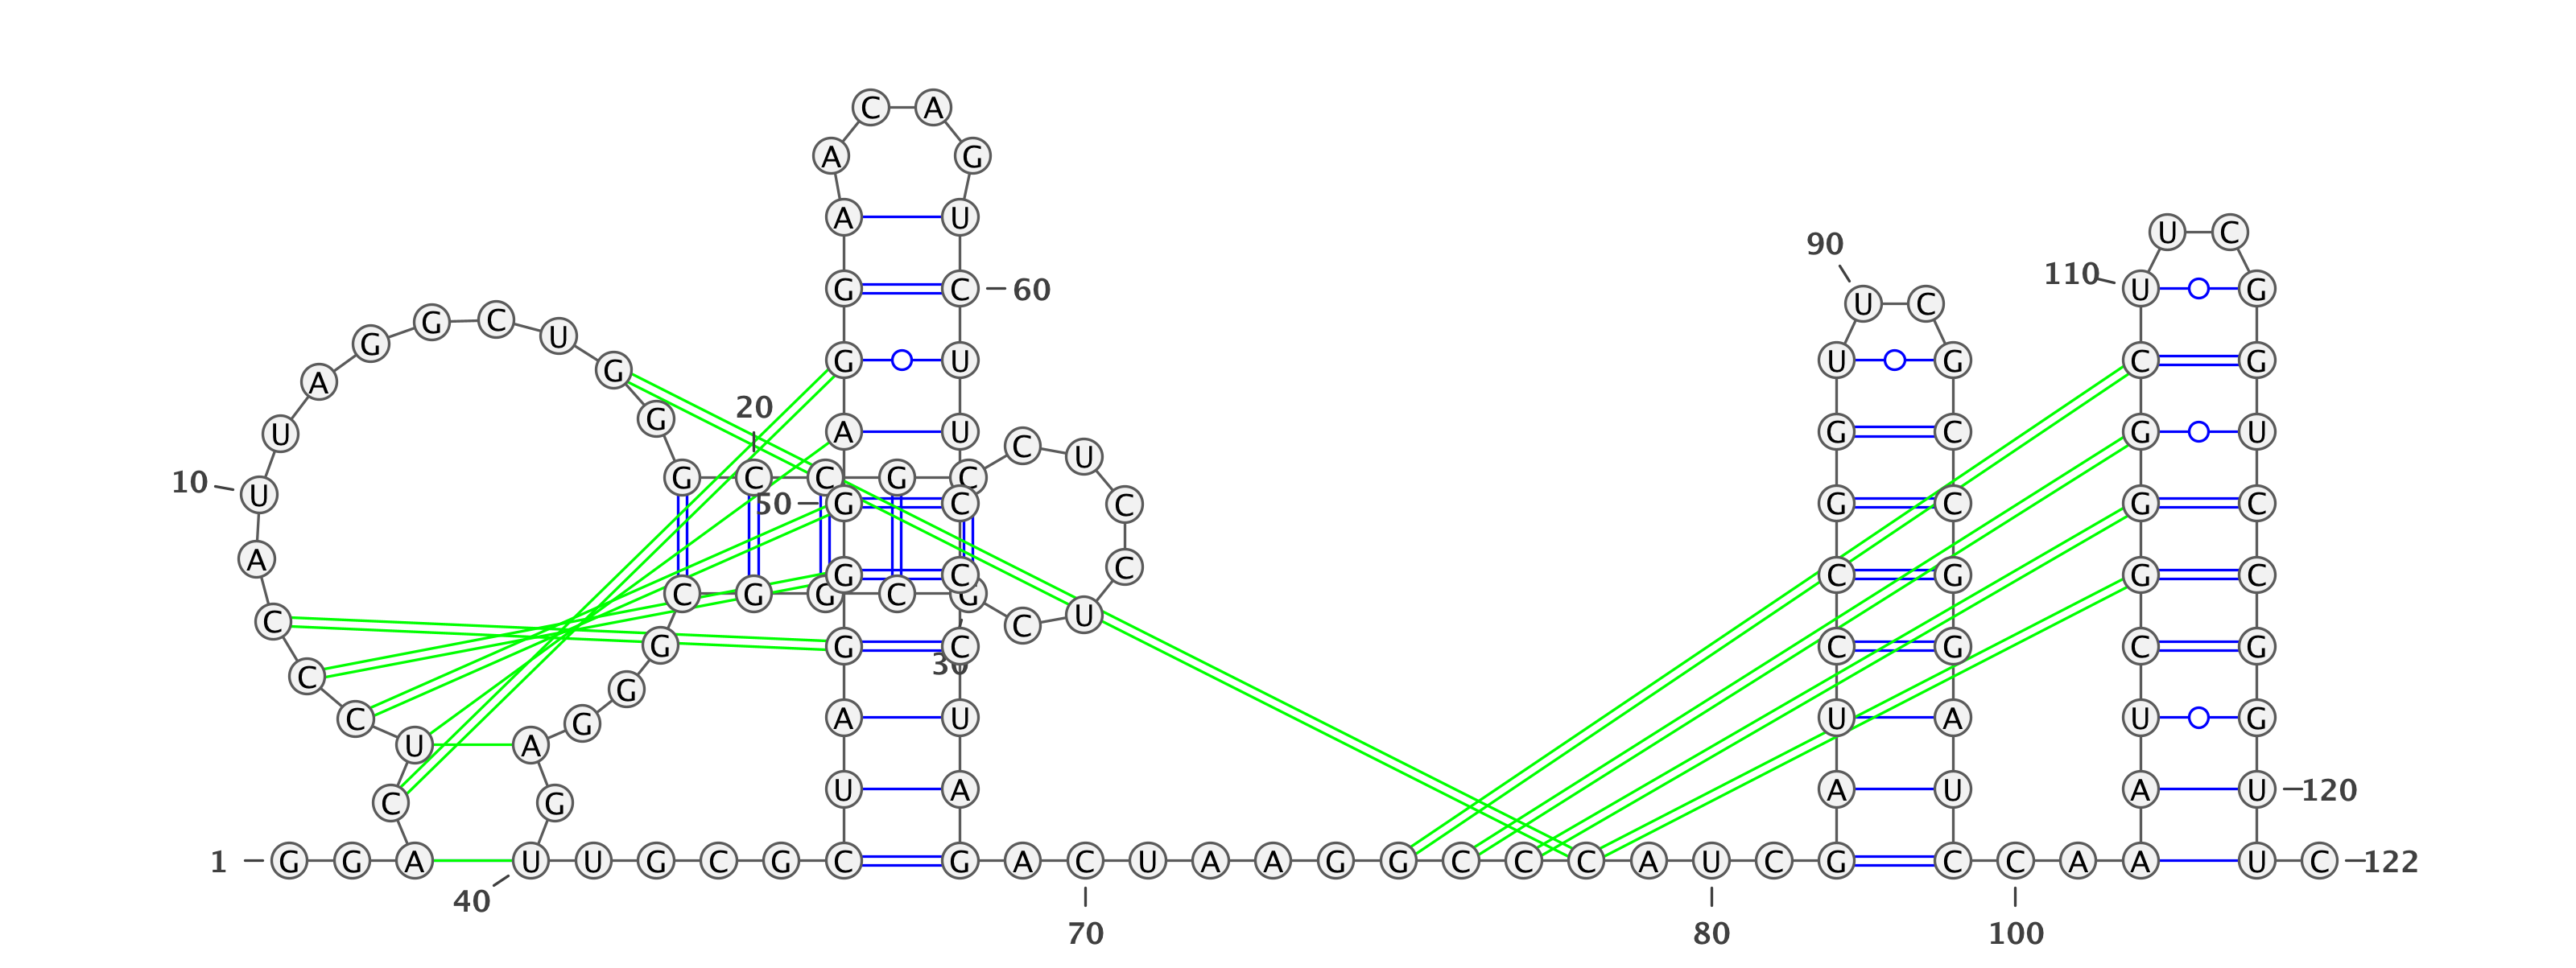 C A
A G
A U
U C
90
U C
110 U G
G C 60
G C U
U G
A G
G U U G C G
G
20
A U G C G U
U
G
C U
10 U
G C C G C
C U
50 G C
G C G C
C
A
C G G C G
G C C G G C
C
U
C
G
G C C G C G
30
C
G
C
G
U A
A U U A U G
C
G
U A A U A U 120
1 G G A U U G C G C G A C U A A G G C C C A U C G C C A A U C 122
40
70 80 100